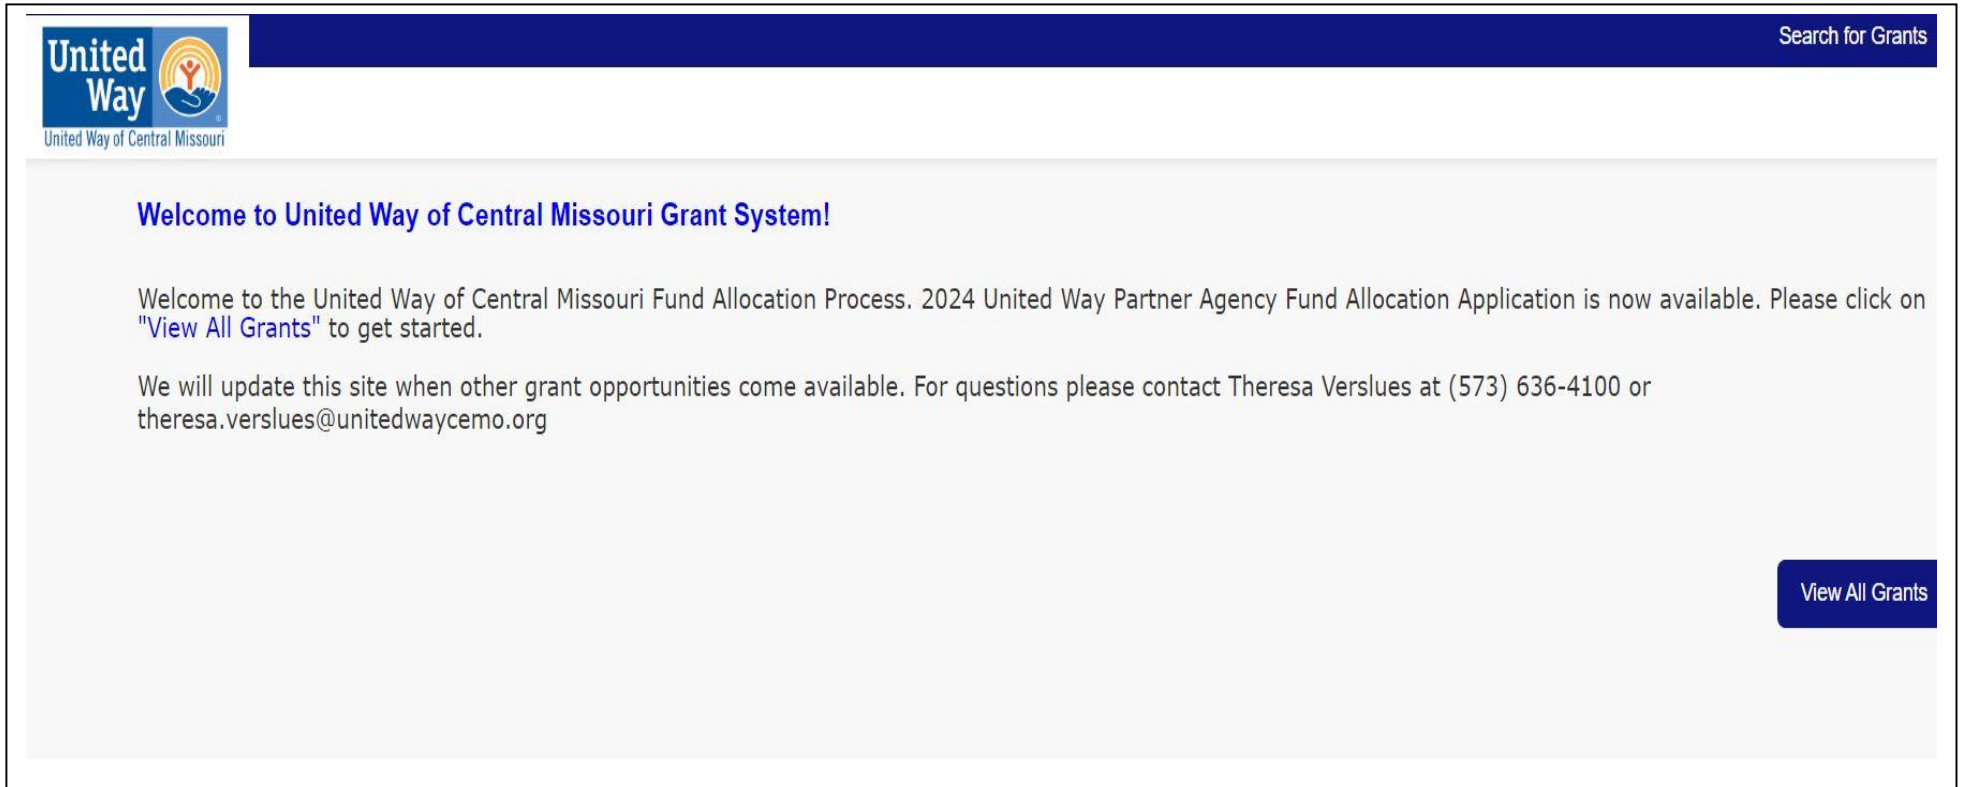 Search for Grants
United
Way
United Way of Central Missouri
Welcome to United Way of Central Missouri Grant System!
Welcome to the United Way of Central Missouri Fund Allocation Process. 2024 United Way Partner Agency Fund Allocation Application is now available. Please click on
"View All Grants" to get started.
We will update this site when other grant opportunities come available. For questions please contact Theresa Verslues at (573) 636-4100 or
theresa.verslues@unitedwaycemo.org
View All Grants